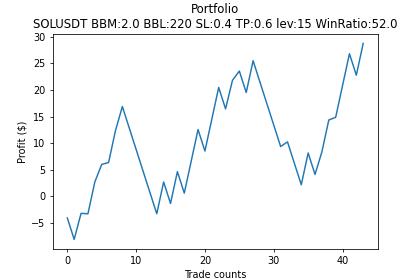 Portfolio
SOLUSDT BBM:2.0 BBL:220 SL:0.4 TP:0.6 lev:15 WinRatio:52.0
30
25
20
15
10
5
0
−5
Profit ($)
0 10 20 30 40
Trade counts